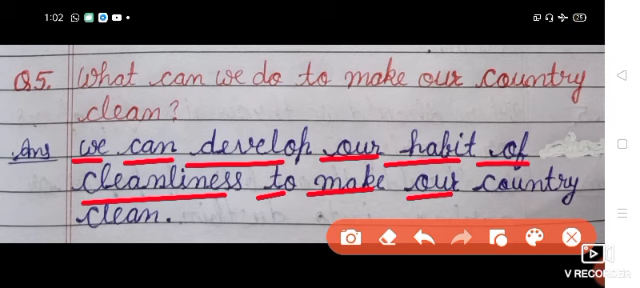 1:02
25
Q5. What can we do to make our country
clean?
Ans we can develop our habit of
cleanliness to make our country
clean.
V RECORDER